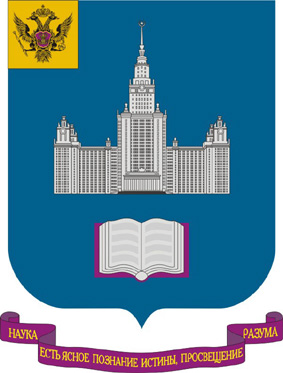 НАУКА
ЕСТЬ ЯСНОЕ ПОЗНАНИЕ ИСТИНЫ, ПРОСВЕЩЕНИЕ
РАЗУМА